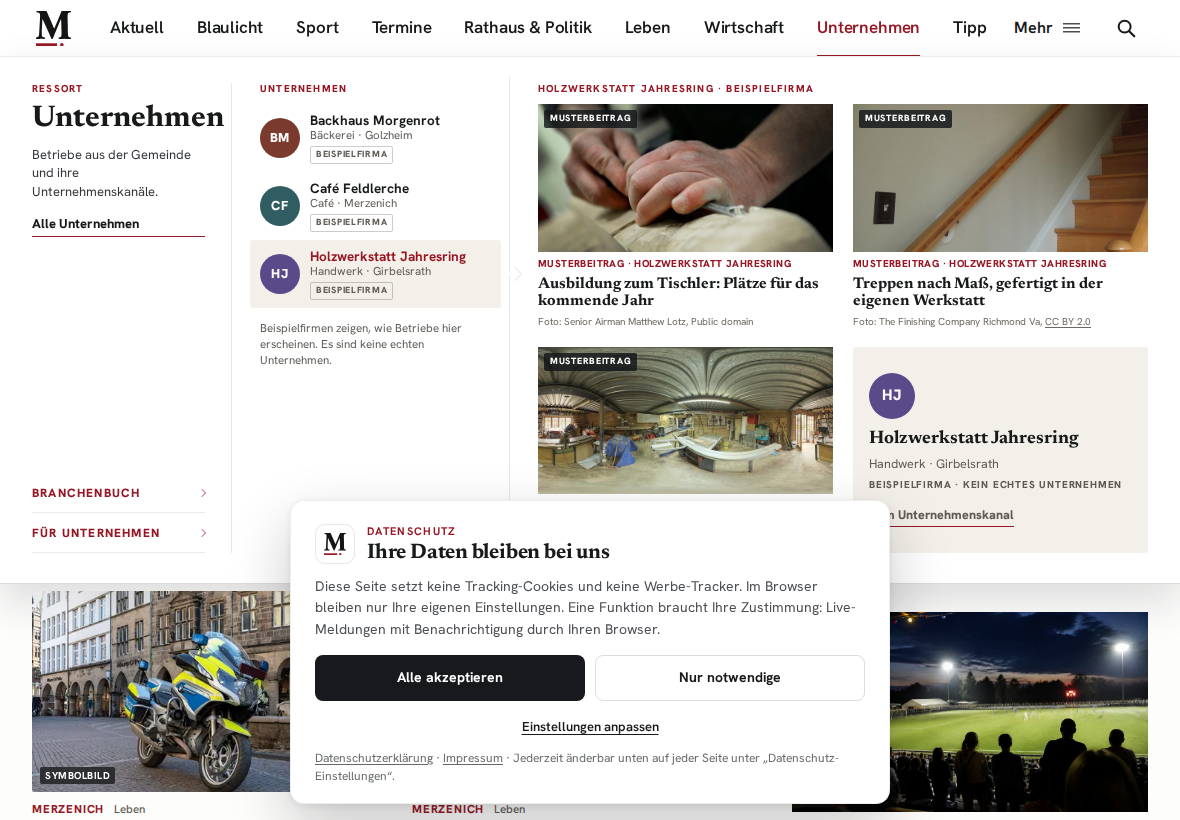 M
Aktuell
Blaulicht
Sport
Termine
Rathaus & Politik
Leben
Wirtschaft
Unternehmen
Tipp
Mehr
RESSORT
Unternehmen
Betriebe aus der Gemeinde
und ihre
Unternehmenskanäle.
Alle Unternehmen
BRANCHENBUCH
FÜR UNTERNEHMEN
UNTERNEHMEN
BM
Backhaus Morgenrot
Bäckerei · Golzheim
BEISPIELFIRMA
CF
Café Feldlerche
Café · Merzenich
BEISPIELFIRMA
HJ
Holzwerkstatt Jahresring
Handwerk · Girbelsrath
BEISPIELFIRMA
Beispielfirmen zeigen, wie Betriebe hier
erscheinen. Es sind keine echten
Unternehmen.
HOLZWERKSTATT JAHRESRING · BEISPIELFIRMA
MUSTERBEITRAG
MUSTERBEITRAG · HOLZWERKSTATT JAHRESRING
Ausbildung zum Tischler: Plätze für das
kommende Jahr
Foto: Senior Airman Matthew Lotz, Public domain
MUSTERBEITRAG
MUSTERBEITRAG · HOLZWERKSTATT JAHRESRING
Treppen nach Maß, gefertigt in der
eigenen Werkstatt
Foto: The Finishing Company Richmond Va, CC BY 2.0
MUSTERBEITRAG
HJ
Holzwerkstatt Jahresring
Handwerk · Girbelsrath
BEISPIELFIRMA · KEIN ECHTES UNTERNEHMEN
Unternehmenskanal
M
DATENSCHUTZ
Ihre Daten bleiben bei uns
Diese Seite setzt keine Tracking-Cookies und keine Werbe-Tracker. Im Browser
bleiben nur Ihre eigenen Einstellungen. Eine Funktion braucht Ihre Zustimmung: Live-
Meldungen mit Benachrichtigung durch Ihren Browser.
Alle akzeptieren
Nur notwendige
Einstellungen anpassen
Datenschutzerklärung · Impressum · Jederzeit änderbar unten auf jeder Seite unter „Datenschutz-
Einstellungen“.
SYMBOLBILD
MERZENICH Leben
MERZENICH Leben